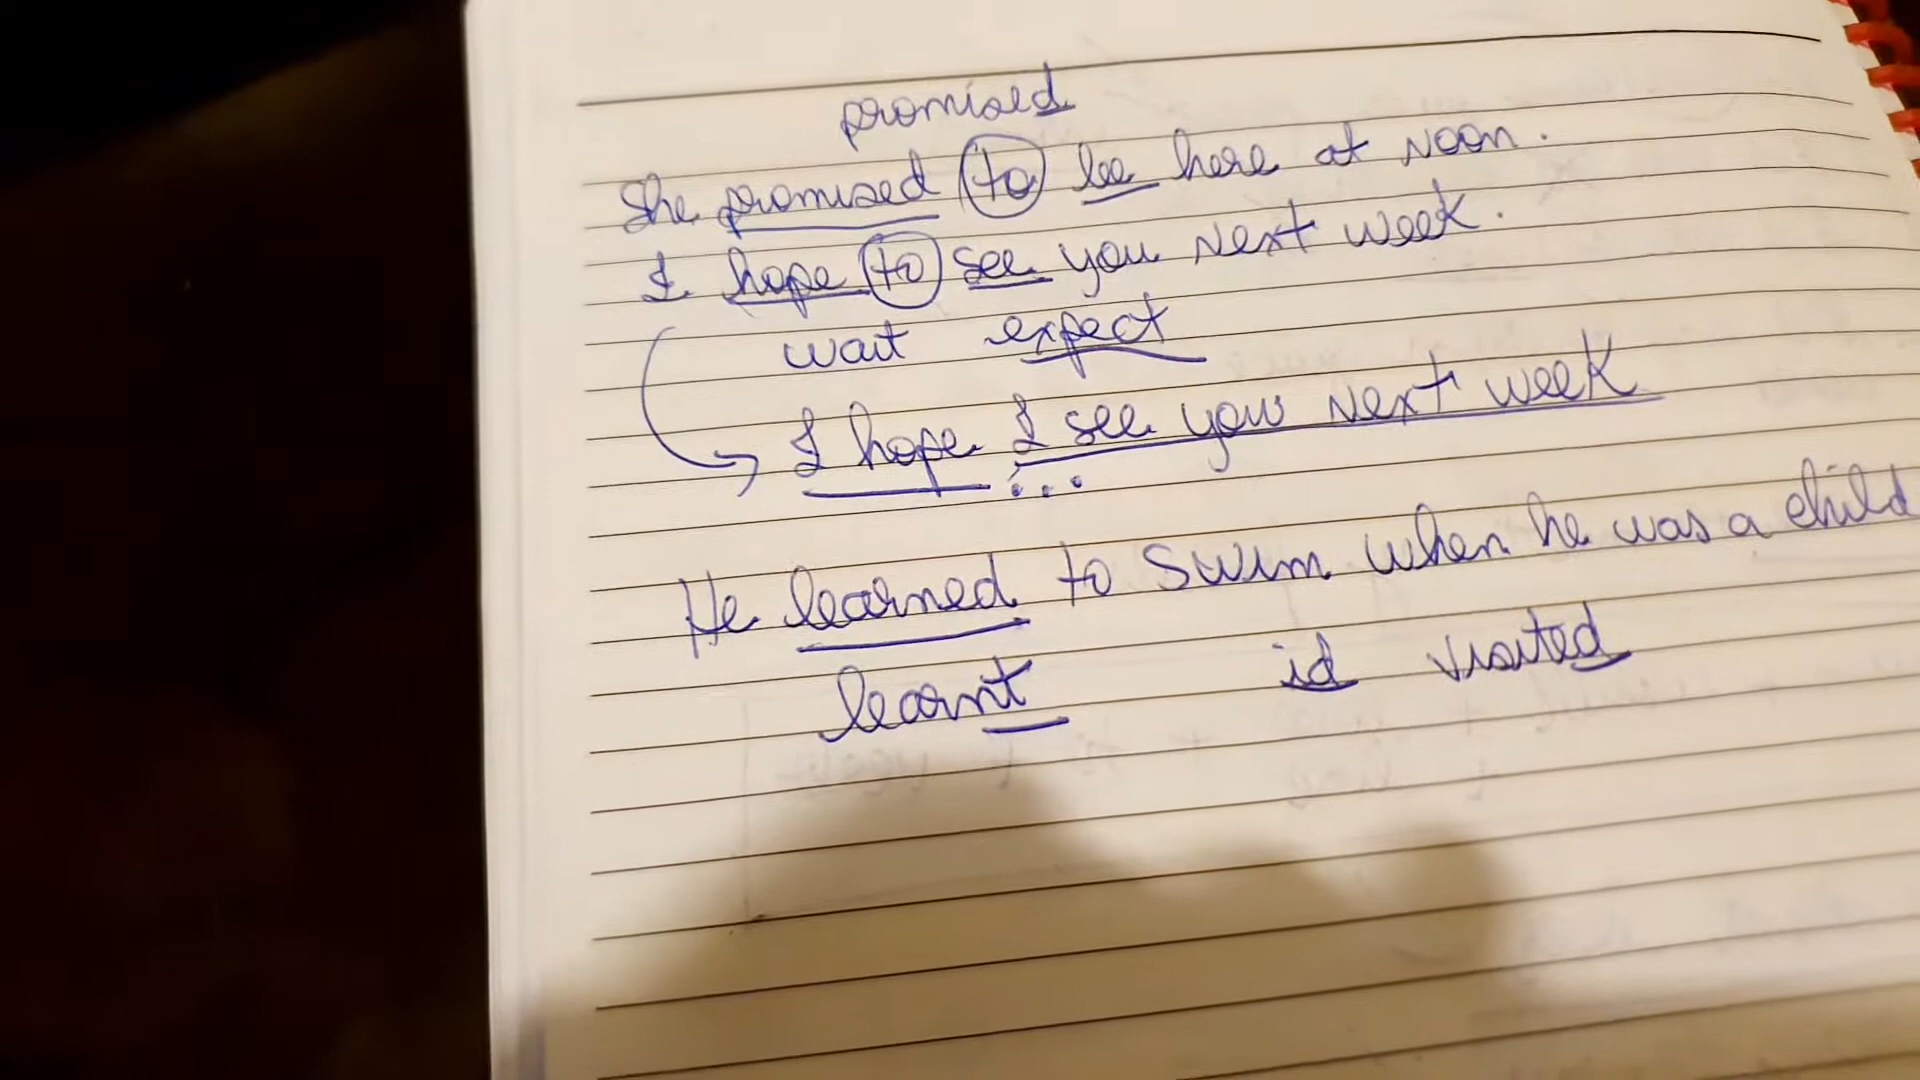 promised
She promised to be here at Noon.
I hope to see you Next week.
wait expect
I hope I see you Next week
...
He learned to swim when he was a child
learnt id visited